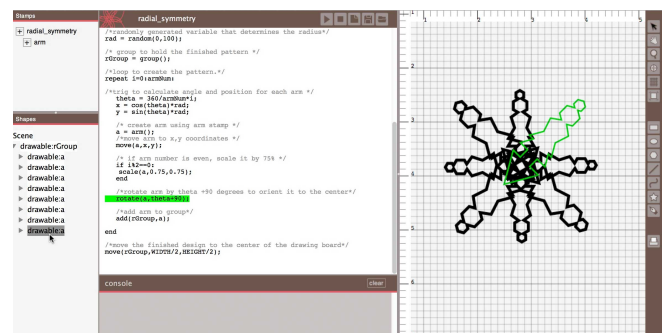 Stamps
radial_symmetry
arm
Shapes
Scene
drawable:rGroup
drawable:a
drawable:a
drawable:a
drawable:a
drawable:a
drawable:a
drawable:a
radial_symmetry
/*randomly generated variable that determines the radius*/
rad = random(0,100);
/* group to hold the finished pattern */
rGroup = group();
/*loop to create the pattern.*/
repeat i=0:armNum:
/*trig to calculate angle and position for each arm */
theta = 360/armNum*i;
x = cos(theta)*rad;
y = sin(theta)*rad;
/* create arm using arm stamp */
a = arm();
/*move arm to x,y coordinates */
move(a,x,y);
/* if arm number is even, scale it by 75% */
if i%2==0:
scale(a,0.75,0.75);
end
/*rotate arm by theta +90 degrees to orient it to the center*/
rotate(a,theta+90);
/*add arm to group*/
add(rGroup,a);
end
/*move the finished design to the center of the drawing board*/
move(rGroup,WIDTH/2,HEIGHT/2);
console
clear
1 2 3 4 5
2
3
4
5
6